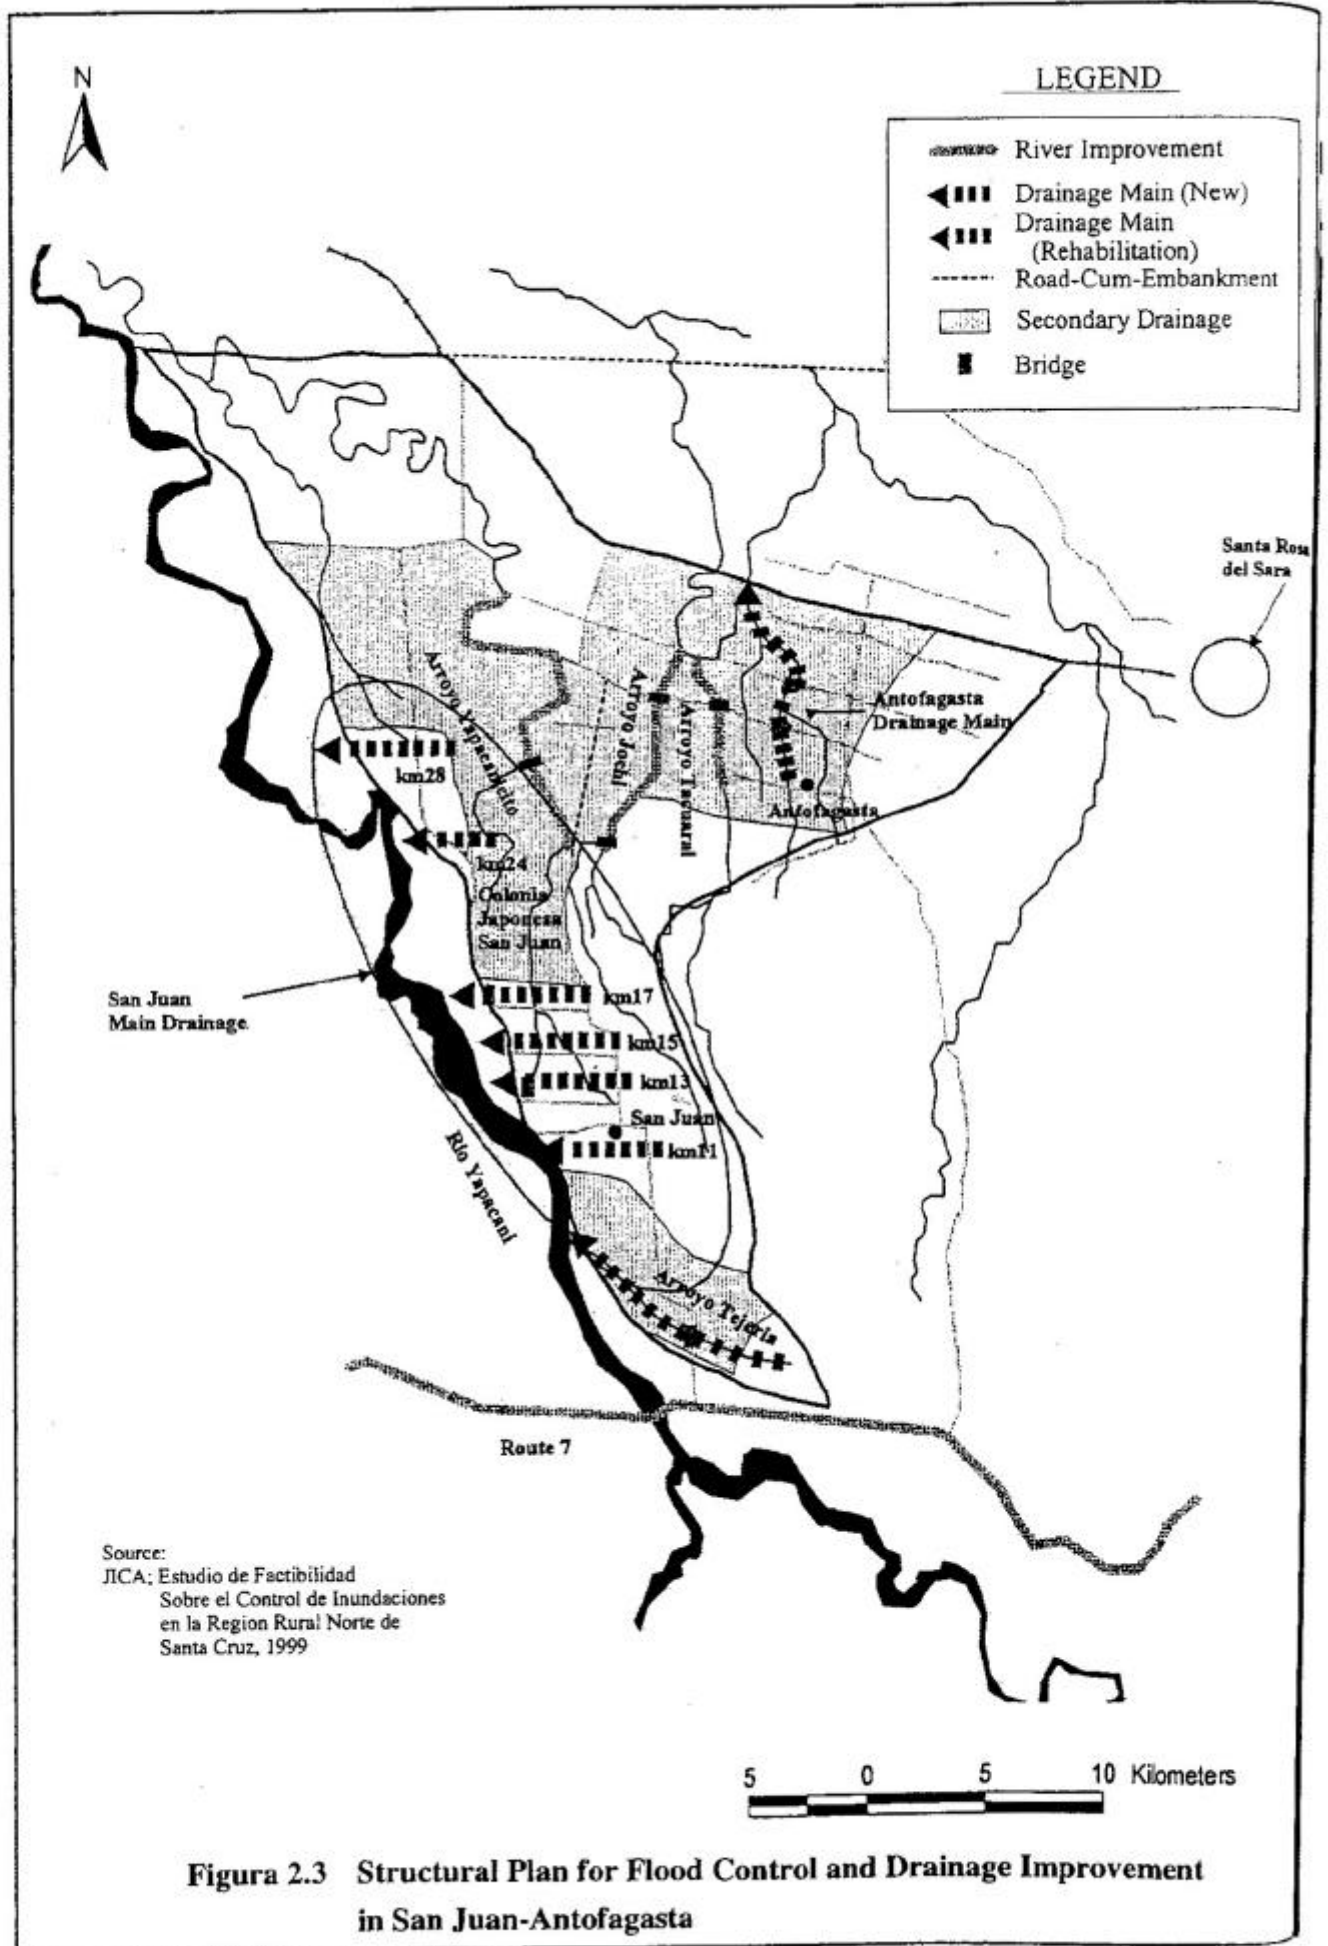 N
LEGEND
River Improvement
Drainage Main (New)
Drainage Main
(Rehabilitation)
Road-Cum-Embankment
Secondary Drainage
Bridge
Santa Rosa
del Sara
Arroyo Yapacanicito
Arroyo Jochi
Arroyo Tacuaral
Antofagasta
Drainage Main
km28
Antofagasta
km24
Colonia
Japonesa
San Juan
San Juan
Main Drainage
km17
km15
km13
San Juan
km11
Río Yapacaní
Arroyo Tejería
Route 7
Source:
JICA; Estudio de Factibilidad
Sobre el Control de Inundaciones
en la Region Rural Norte de
Santa Cruz, 1999
5 0 5 10 Kilometers
Figura 2.3 Structural Plan for Flood Control and Drainage Improvement
in San Juan-Antofagasta